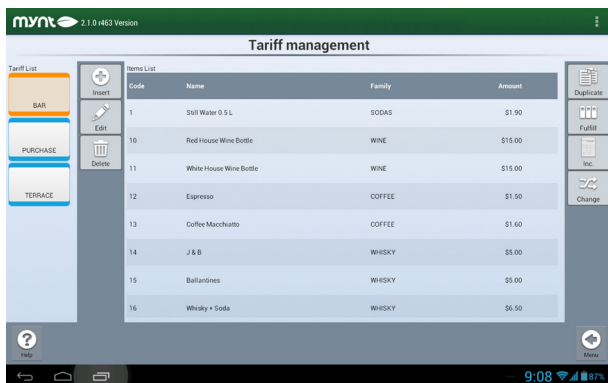 mynt 2.1.0 r463 Version
Tariff management
Tariff List
BAR
PURCHASE
TERRACE
Insert
Edit
Delete
Items List
Code Name Family Amount
1 Still Water 0.5 L SODAS $1.90
10 Red House Wine Bottle WINE $15.00
11 White House Wine Bottle WINE $15.00
12 Espresso COFFEE $1.50
13 Coffee Macchiatto COFFEE $1.60
14 J & B WHISKY $5.00
15 Ballantines WHISKY $5.00
16 Whisky + Soda WHISKY $6.50
Duplicate
Fulfill
Inc.
Change
? Help
Menu
9:08 87%